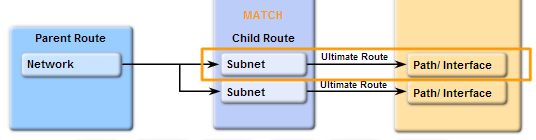 MATCH
Parent Route
Child Route
Network
Subnet
Ultimate Route
Path/ Interface
Subnet
Ultimate Route
Path/ Interface